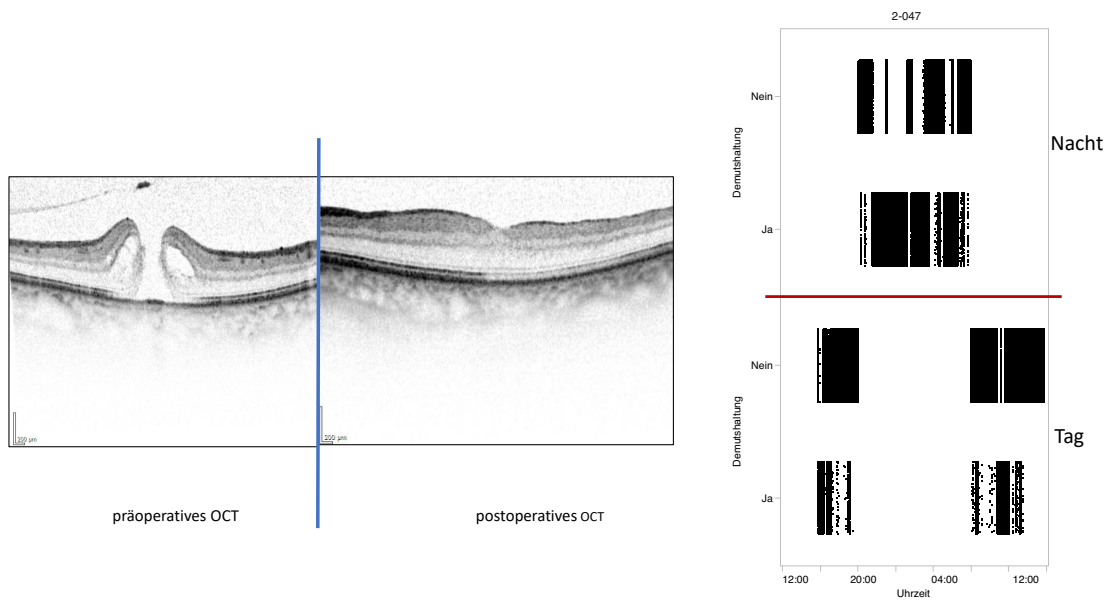 2-047
Nein
Demutshaltung
Ja
Nacht
Nein
Demutshaltung
Ja
Tag
12:00 20:00 04:00 12:00
Uhrzeit
200 µm
200 µm
präoperatives OCT
postoperatives OCT